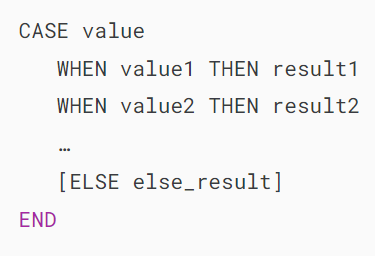 CASE value
WHEN value1 THEN result1
WHEN value2 THEN result2
…
[ELSE else_result]
END